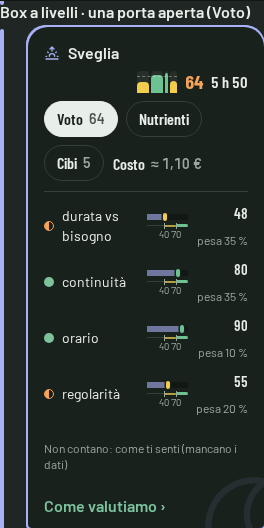 Box a livelli · una porta aperta (Voto)
Sveglia
64 5 h 50
Voto 64
Nutrienti
Cibi 5
Costo ≈ 1,10 €
durata vs bisogno
40 70
48
pesa 35 %
continuità
40 70
80
pesa 35 %
orario
40 70
90
pesa 10 %
regolarità
40 70
55
pesa 20 %
Non contano: come ti senti (mancano i
dati)
Come valutiamo ›